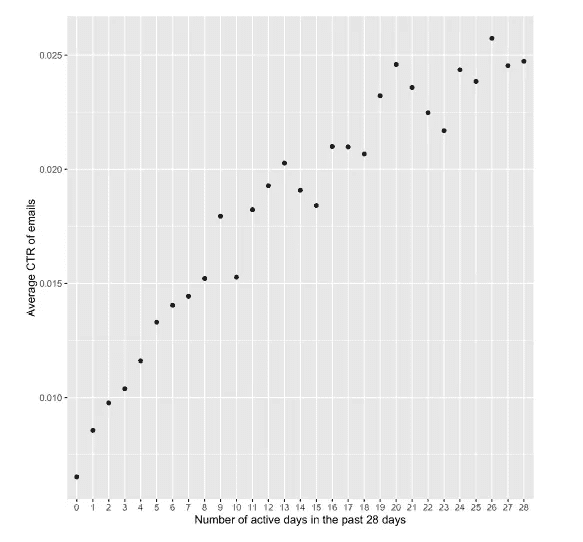 0.025
0.020
0.015
0.010
Average CTR of emails
0 1 2 3 4 5 6 7 8 9 10 11 12 13 14 15 16 17 18 19 20 21 22 23 24 25 26 27 28
Number of active days in the past 28 days